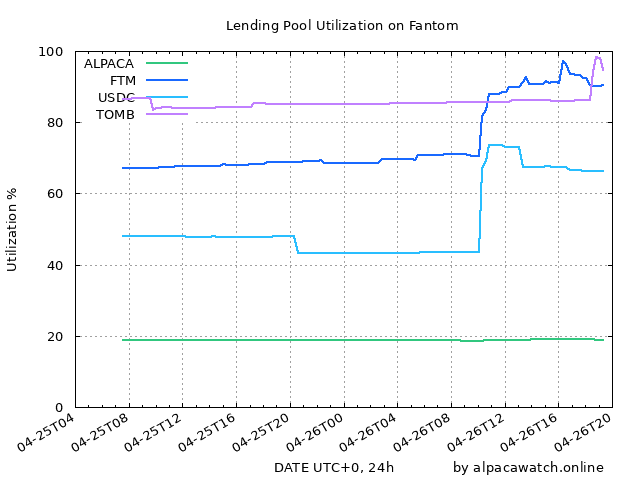 Lending Pool Utilization on Fantom
100
80
60
40
20
0
Utilization %
ALPACA
FTM
USDC
TOMB
04-25T04
04-25T08
04-25T12
04-25T16
04-25T20
04-26T00
04-26T04
04-26T08
04-26T12
04-26T16
04-26T20
DATE UTC+0, 24h
by alpacawatch.online